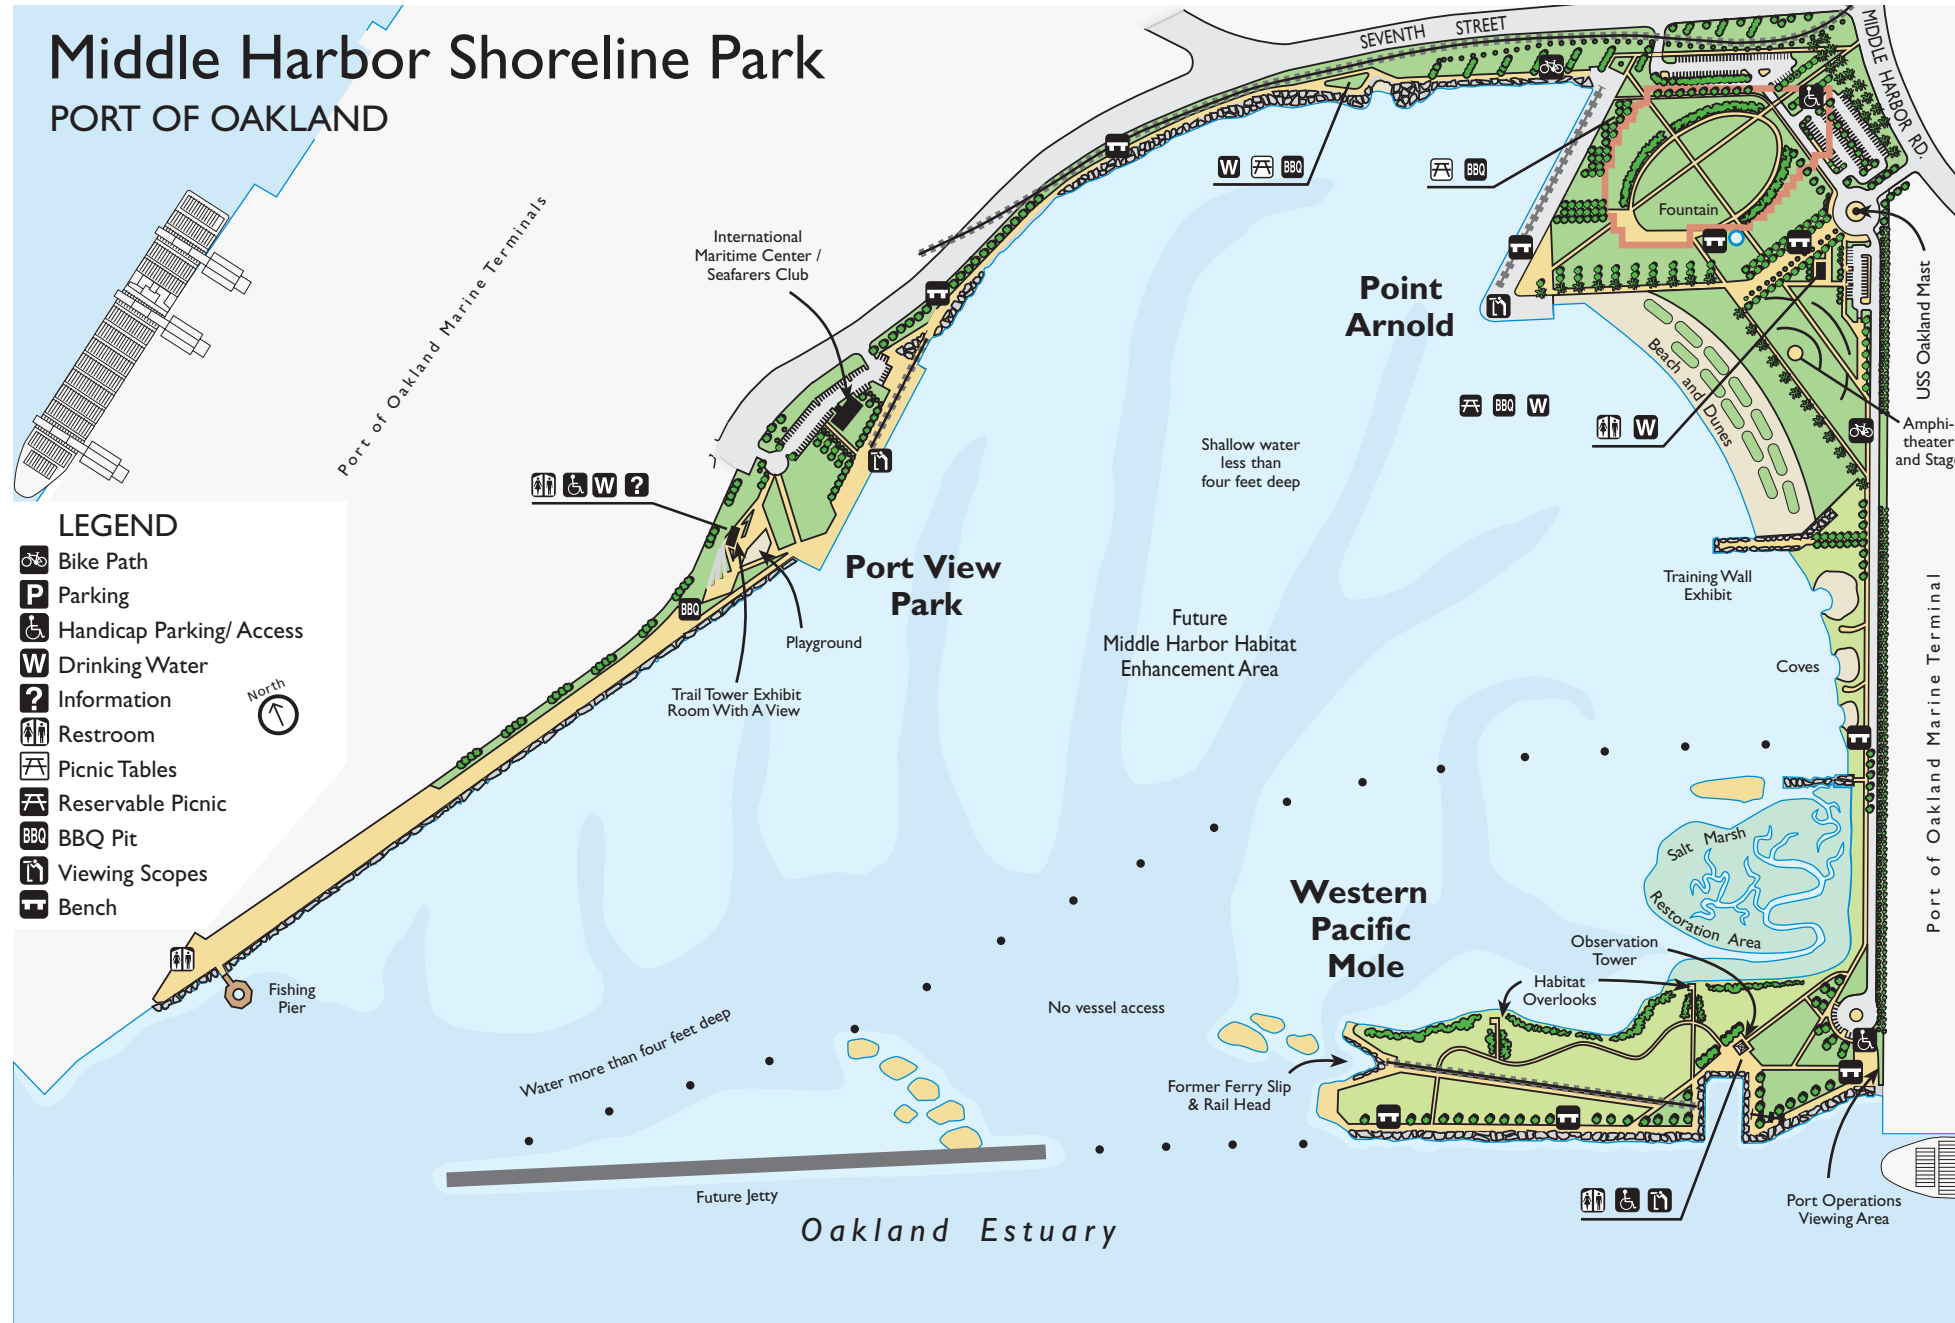 Middle Harbor Shoreline Park
PORT OF OAKLAND
SEVENTH STREET
MIDDLE HARBOR RD.
Port of Oakland Marine Terminals
International
Maritime Center /
Seafarers Club
W
BBQ
BBQ
Fountain
Point
Arnold
USS Oakland Mast
Beach and Dunes
BBQ
W
W
Amphi-
theater
and Stag
Shallow water
less than
four feet deep
W
?
LEGEND
Bike Path
P
Parking
Handicap Parking/ Access
W
Drinking Water
?
Information
Restroom
Picnic Tables
Reservable Picnic
BBQ
BBQ Pit
Viewing Scopes
Bench
North
Port View
Park
BBQ
Playground
Trail Tower Exhibit
Room With A View
Training Wall
Exhibit
Future
Middle Harbor Habitat
Enhancement Area
Coves
Port of Oakland Marine Terminal
Salt Marsh
Restoration Area
Western
Pacific
Mole
Observation
Tower
Habitat
Overlooks
Fishing
Pier
No vessel access
Water more than four feet deep
Former Ferry Slip
& Rail Head
Future Jetty
Port Operations
Viewing Area
Oakland Estuary